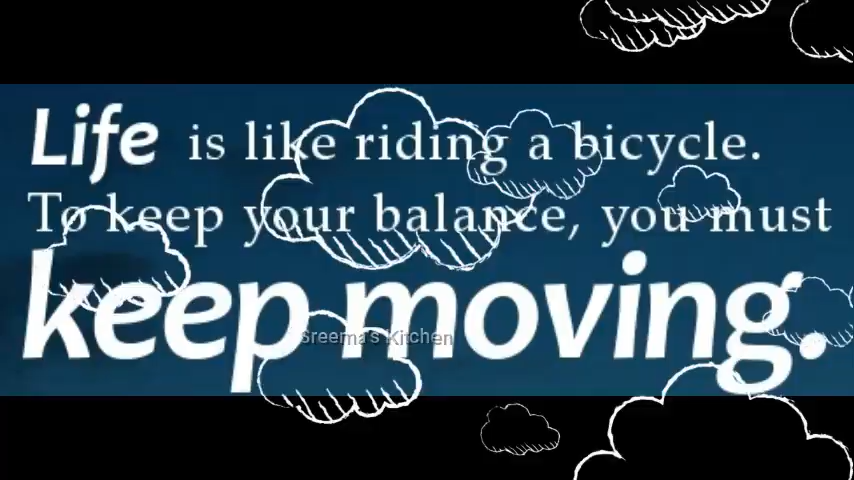 Life is like riding a bicycle.
To keep your balance, you must
keep moving.
Sreema's Kitchen